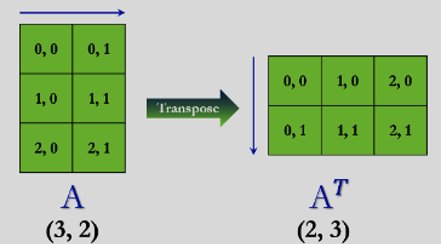 0, 0 0, 1
1, 0 1, 1
2, 0 2, 1
A
(3, 2)
Transpose
0, 0 1, 0 2, 0
0, 1 1, 1 2, 1
A^T
(2, 3)